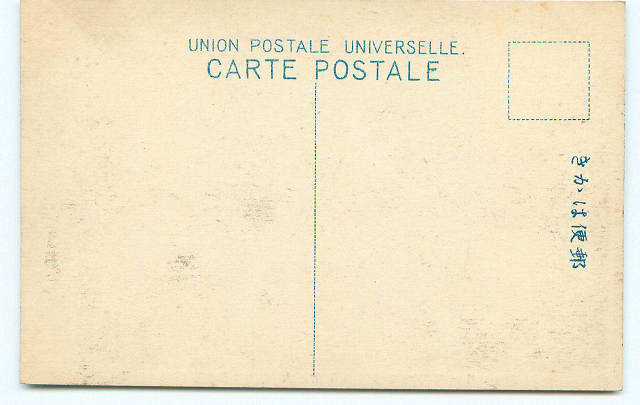 UNION POSTALE UNIVERSELLE.
CARTE POSTALE
郵便はかき